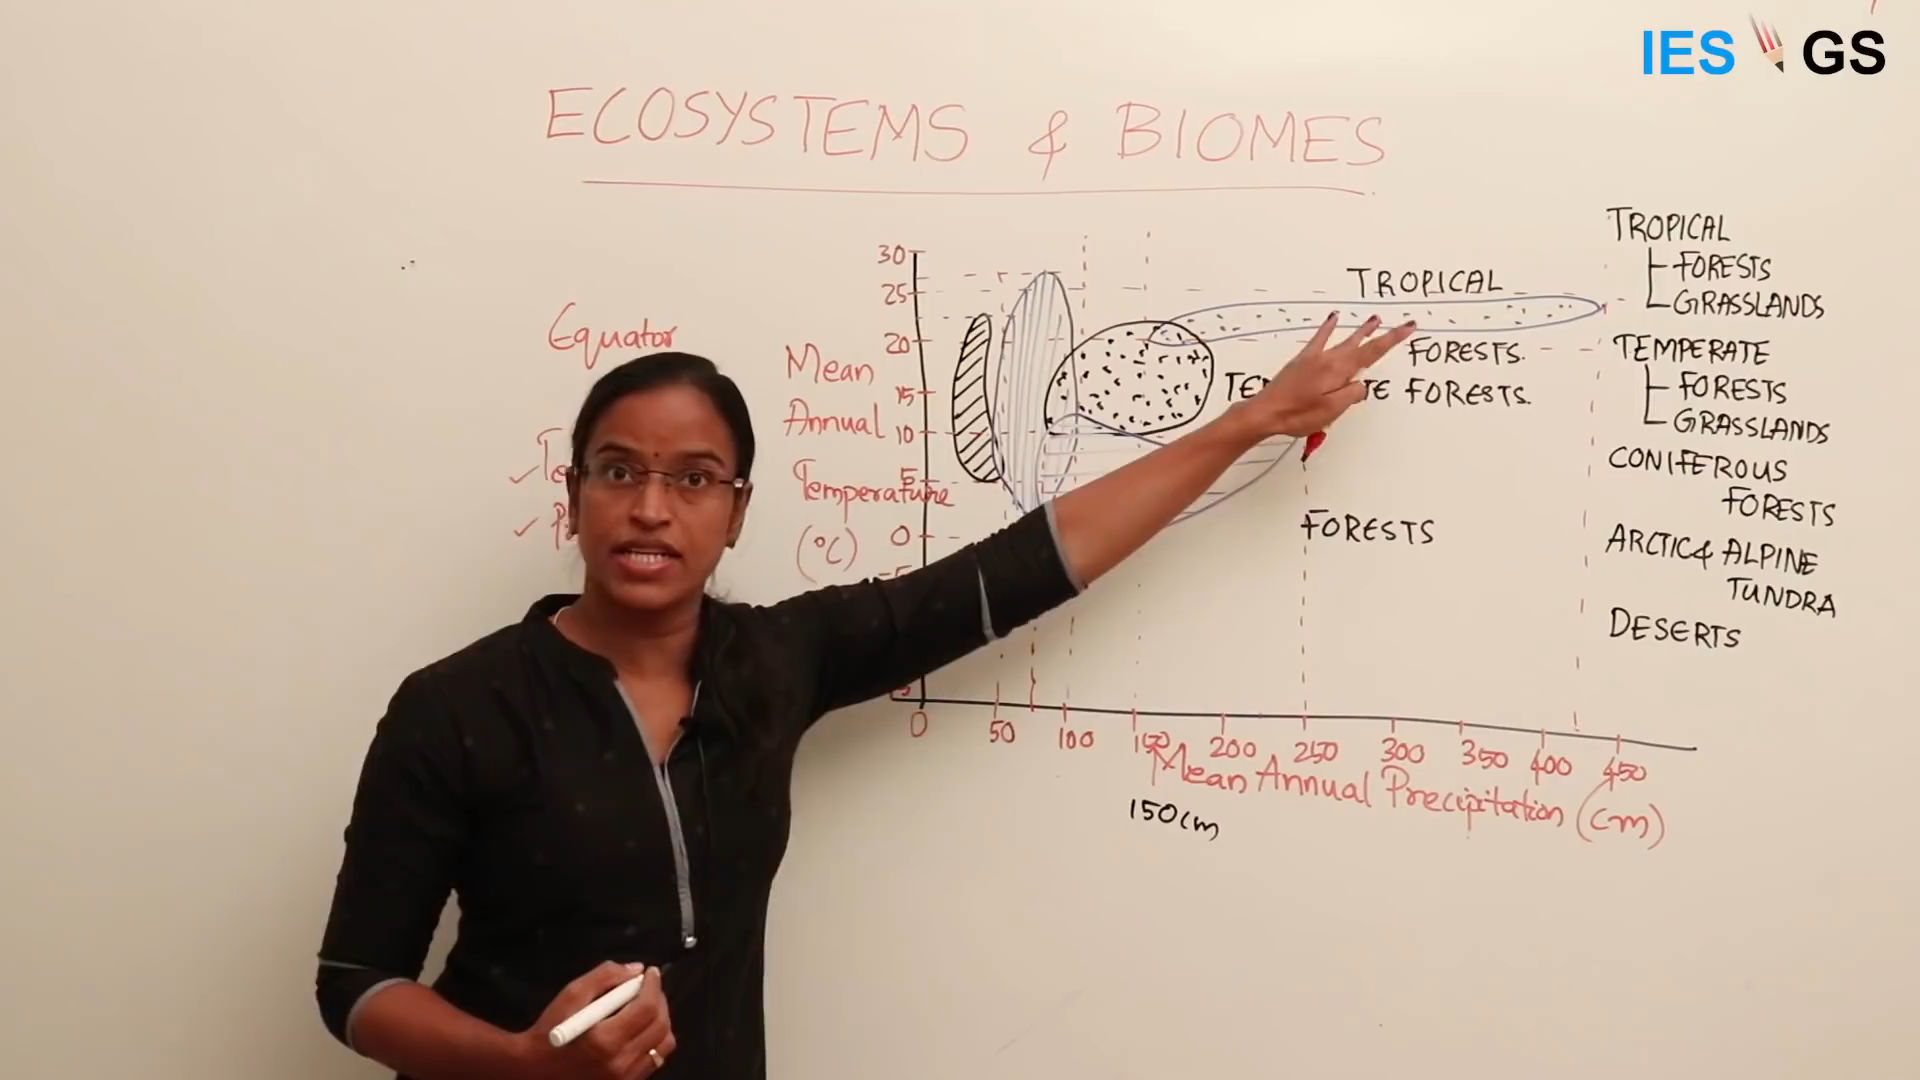 IES GS
ECOSYSTEMS & BIOMES
Equator
Mean
Annual
Temperature
(°C)
30
25
20
15
10
5
0
TROPICAL
FORESTS.
FORESTS.
FORESTS
0 50 100 150 200 250 300 350 400 450
Mean Annual Precipitation (cm)
150cm
TROPICAL
FORESTS
GRASSLANDS
TEMPERATE
FORESTS
GRASSLANDS
CONIFEROUS
FORESTS
ARCTIC & ALPINE
TUNDRA
DESERTS